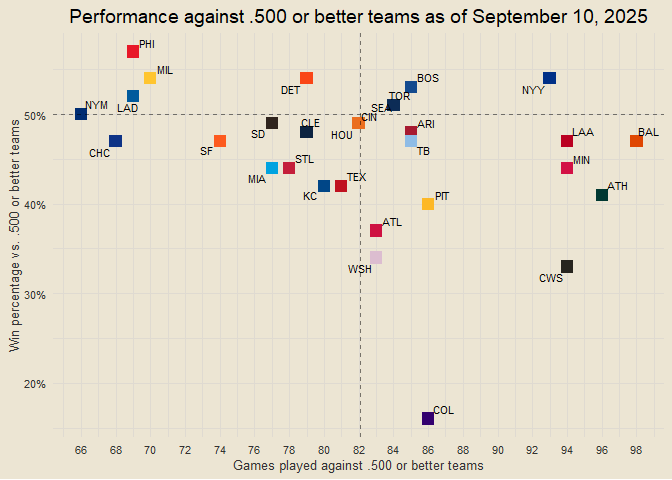 Performance against .500 or better teams as of September 10, 2025
PHI
MIL
DET
BOS
NYY
TOR
SEA
NYM
LAD
50%
CIN
CLE
SD
HOU
ARI
LAA
BAL
CHC
SF
TB
STL
MIN
MIA
TEX
KC
ATH
PIT
40%
ATL
WSH
CWS
30%
20%
COL
Win percentage vs. .500 or better teams
66 68 70 72 74 76 78 80 82 84 86 88 90 92 94 96 98
Games played against .500 or better teams